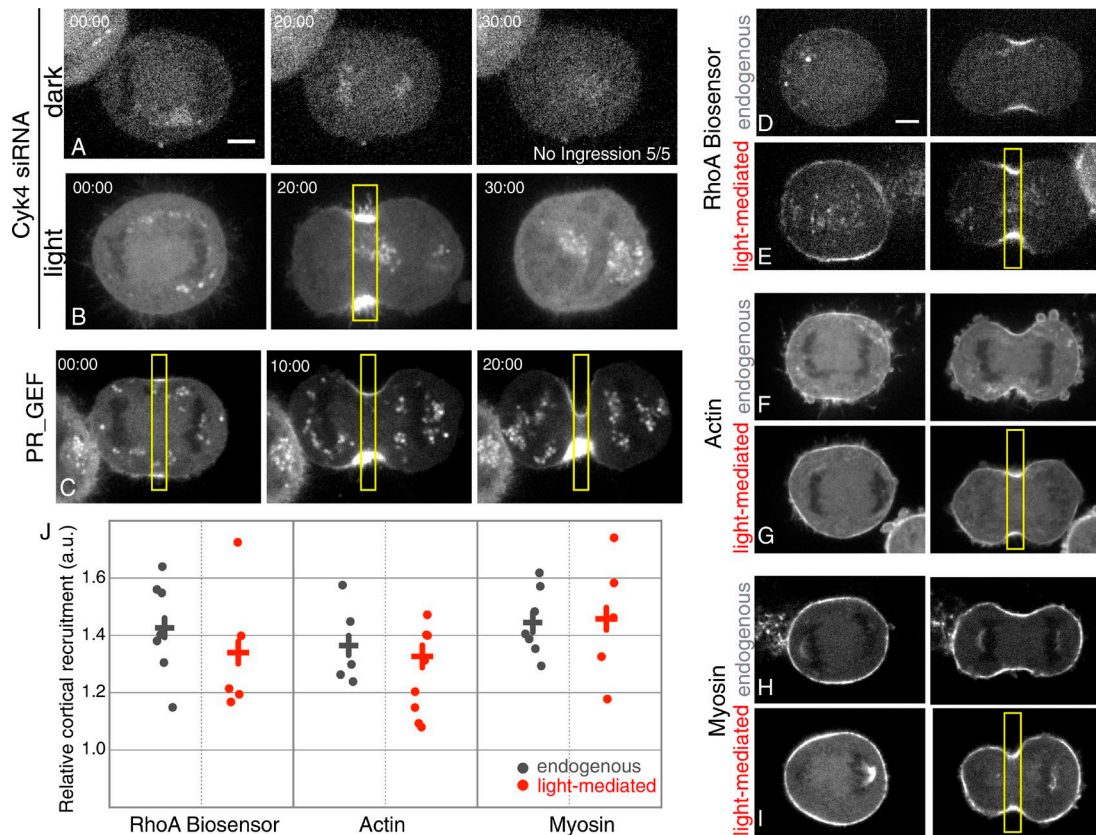 Cyk4 siRNA
dark
00:00
20:00
30:00
A
No Ingression 5/5
light
00:00
20:00
30:00
B
PR_GEF
00:00
10:00
20:00
C
RhoA Biosensor
endogenous
D
light-mediated
E
Actin
endogenous
F
light-mediated
G
Myosin
endogenous
H
light-mediated
I
J
Relative cortical recruitment (a.u.)
1.6
1.4
1.2
1.0
endogenous
light-mediated
RhoA Biosensor
Actin
Myosin